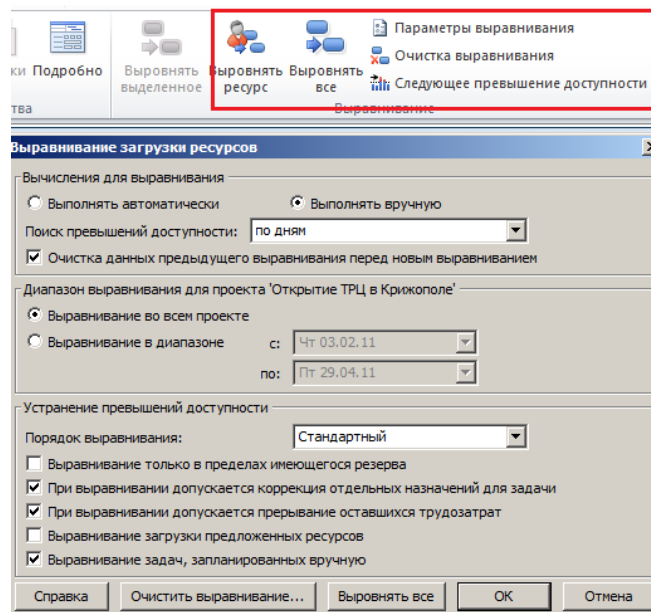 Параметры выравнивания
Очистка выравнивания
Следующее превышение доступности
ки Подробно
Выровнять выделенное
Выровнять ресурс
Выровнять все
тва
Выравнивание
Выравнивание загрузки ресурсов
Вычисления для выравнивания
Выполнять автоматически Выполнять вручную
Поиск превышений доступности: по дням
Очистка данных предыдущего выравнивания перед новым выравниванием
Диапазон выравнивания для проекта 'Открытие ТРЦ в Крижополе'
Выравнивание во всем проекте
Выравнивание в диапазоне с: Чт 03.02.11
по: Пт 29.04.11
Устранение превышений доступности
Порядок выравнивания: Стандартный
Выравнивание только в пределах имеющегося резерва
При выравнивании допускается коррекция отдельных назначений для задачи
При выравнивании допускается прерывание оставшихся трудозатрат
Выравнивание загрузки предложенных ресурсов
Выравнивание задач, запланированных вручную
Справка Очистить выравнивание... Выровнять все ОК Отмена